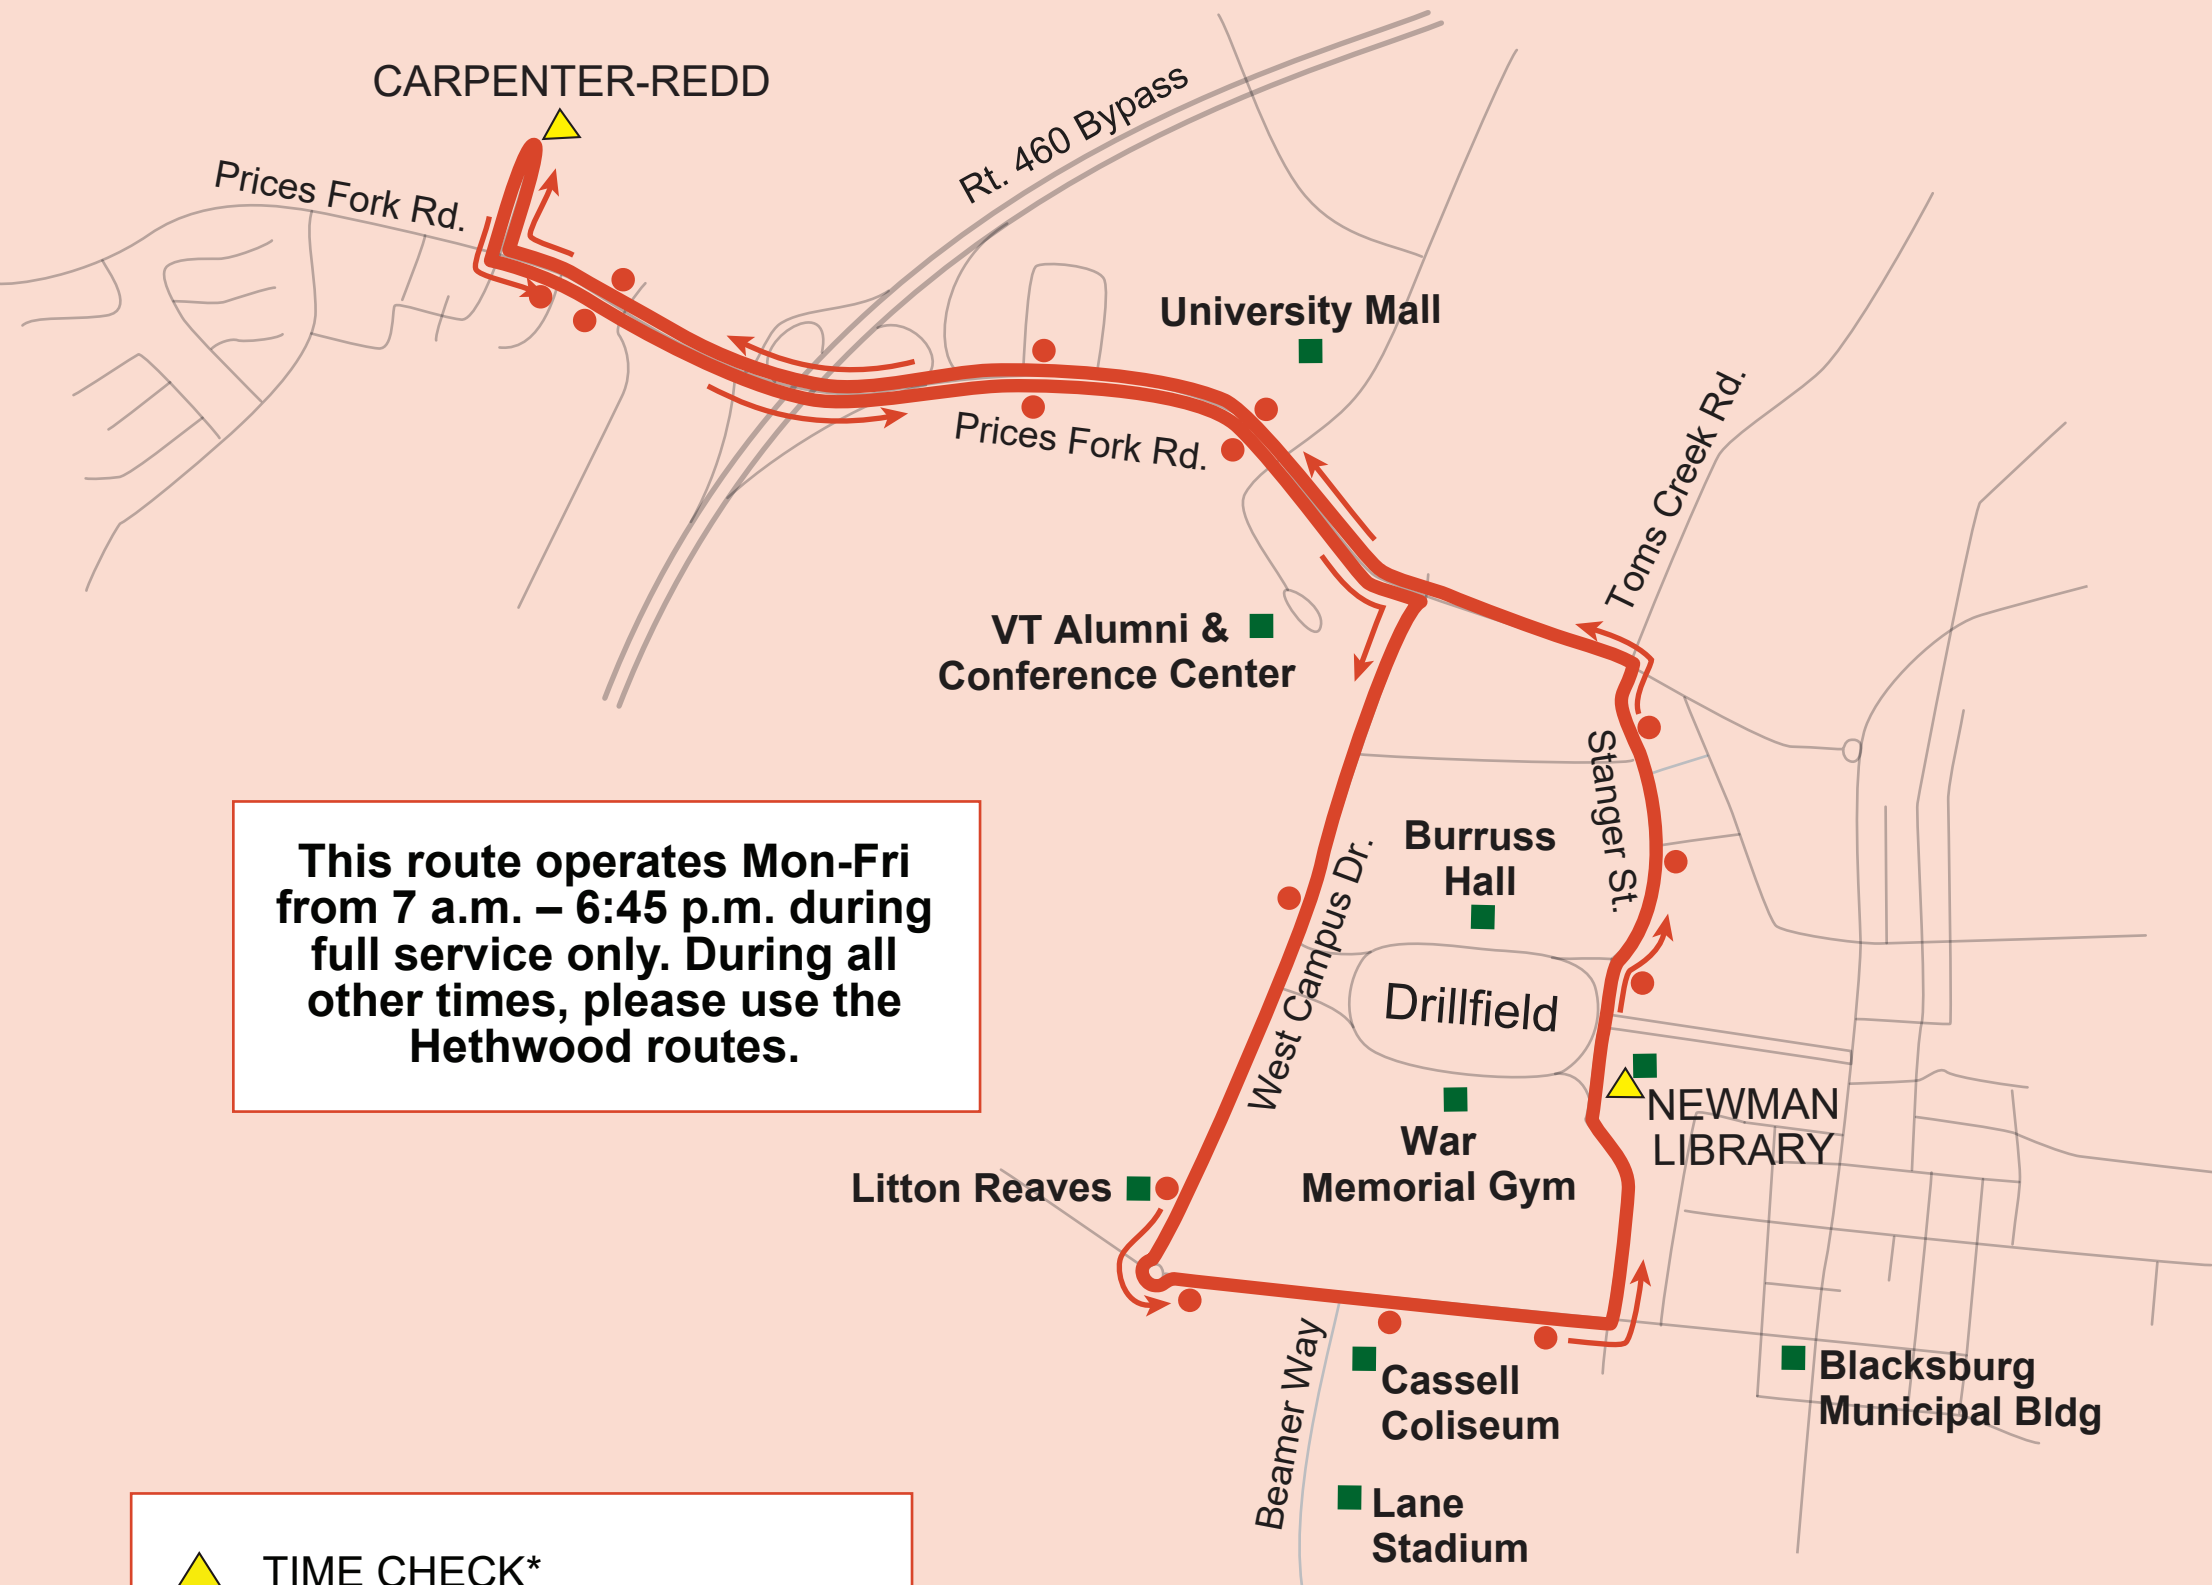 CARPENTER-REDD
Rt. 460 Bypass
Prices Fork Rd.
University Mall
Prices Fork Rd.
Toms Creek Rd.
VT Alumni &
Conference Center
Stanger St.
This route operates Mon-Fri
from 7 a.m. – 6:45 p.m. during
full service only. During all
other times, please use the
Hethwood routes.
Burruss
Hall
West Campus Dr.
Drillfield
NEWMAN
LIBRARY
War
Memorial Gym
Litton Reaves
Beamer Way
Cassell
Coliseum
Blacksburg
Municipal Bldg
Lane
Stadium
TIME CHECK*